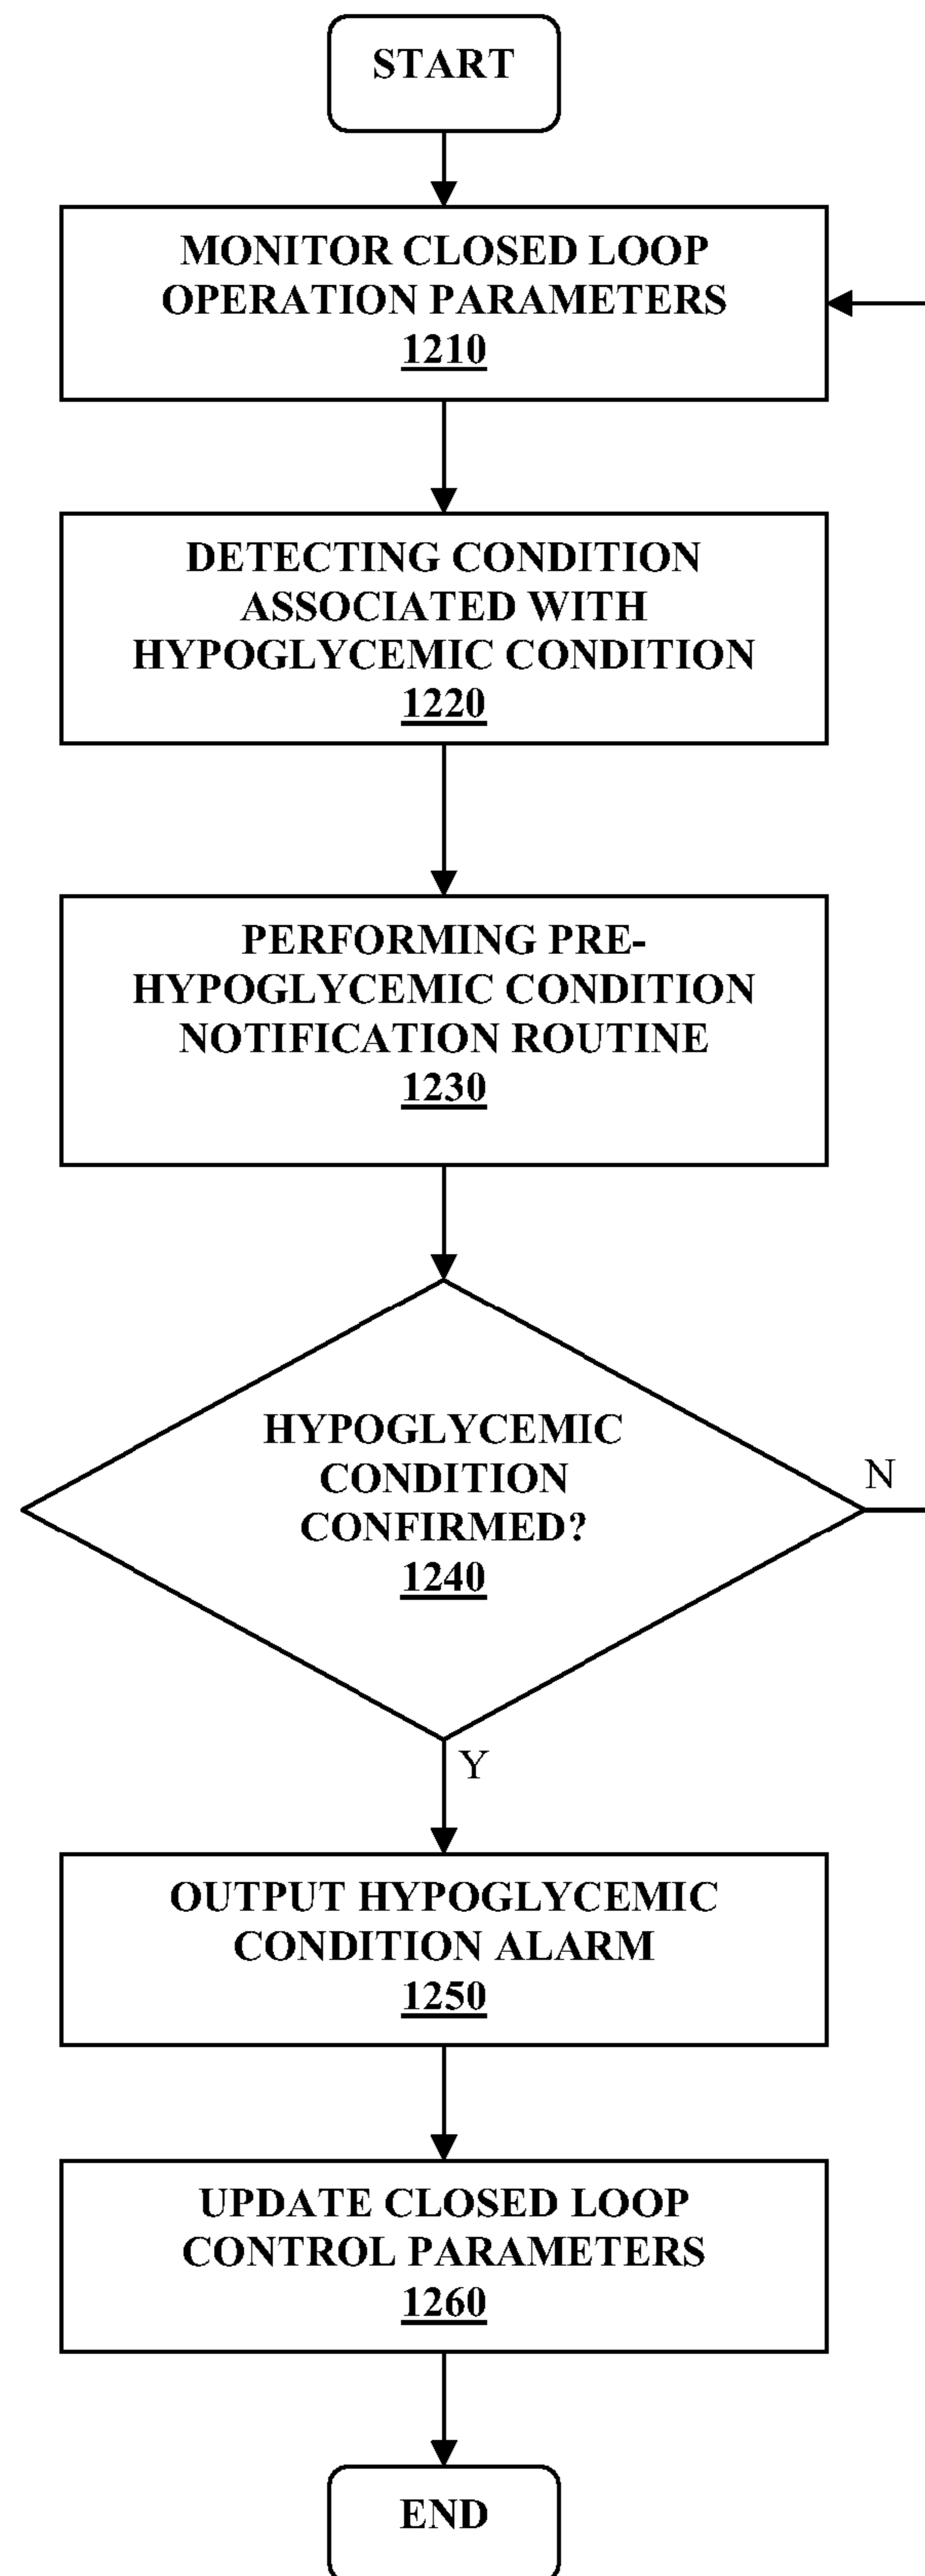 START
MONITOR CLOSED LOOP
OPERATION PARAMETERS
1210
DETECTING CONDITION
ASSOCIATED WITH
HYPOGLYCEMIC CONDITION
1220
PERFORMING PRE-
HYPOGLYCEMIC CONDITION
NOTIFICATION ROUTINE
1230
HYPOGLYCEMIC
CONDITION
CONFIRMED?
1240
N
Y
OUTPUT HYPOGLYCEMIC
CONDITION ALARM
1250
UPDATE CLOSED LOOP
CONTROL PARAMETERS
1260
END